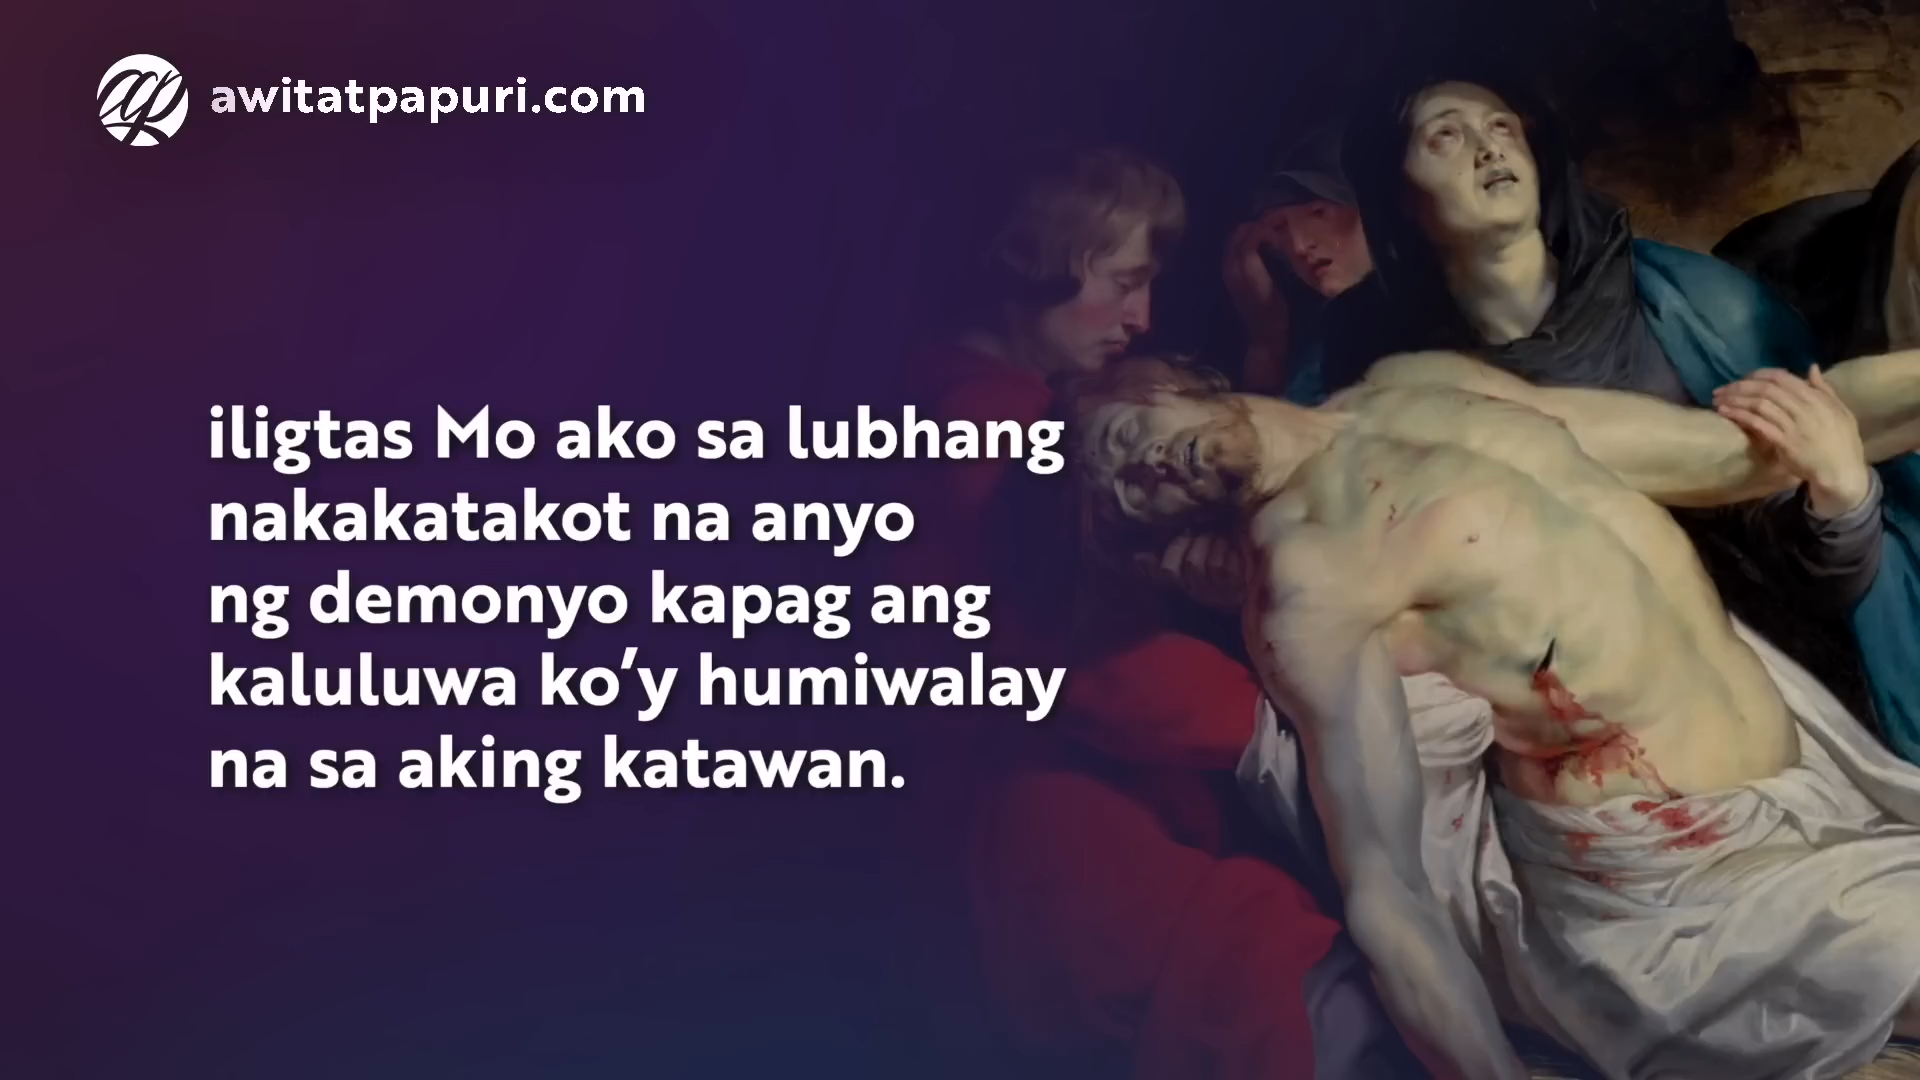 awitatpapuri.com
iligtas Mo ako sa lubhang
nakakatakot na anyo
ng demonyo kapag ang
kaluluwa ko’y humiwalay
na sa aking katawan.